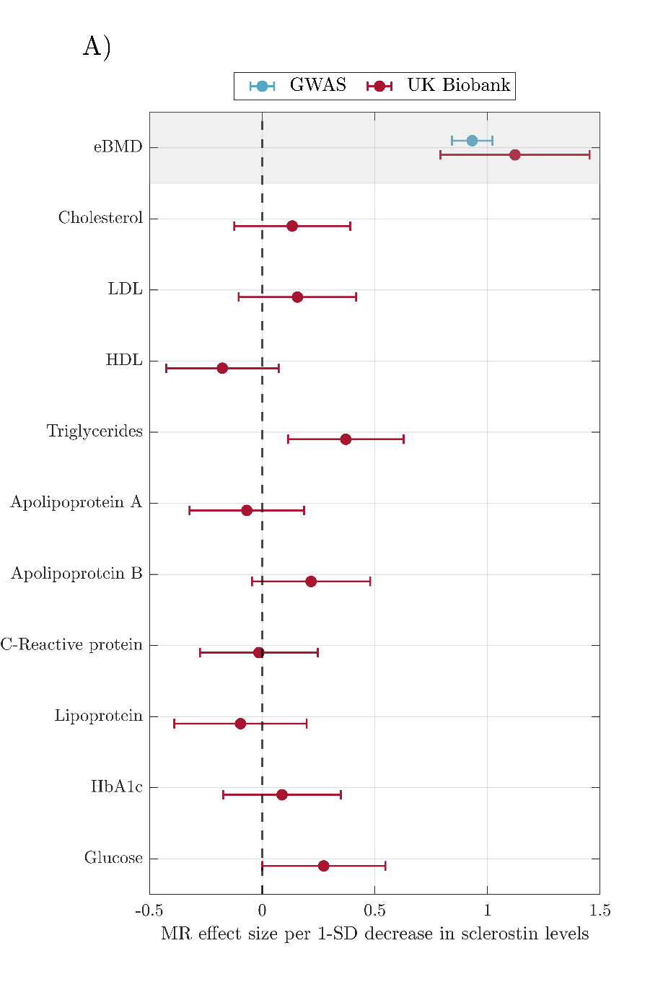 A)
GWAS UK Biobank
eBMD
Cholesterol
LDL
HDL
Triglycerides
Apolipoprotein A
Apolipoprotein B
C-Reactive protein
Lipoprotein
HbA1c
Glucose
-0.5 0 0.5 1 1.5
MR effect size per 1-SD decrease in sclerostin levels